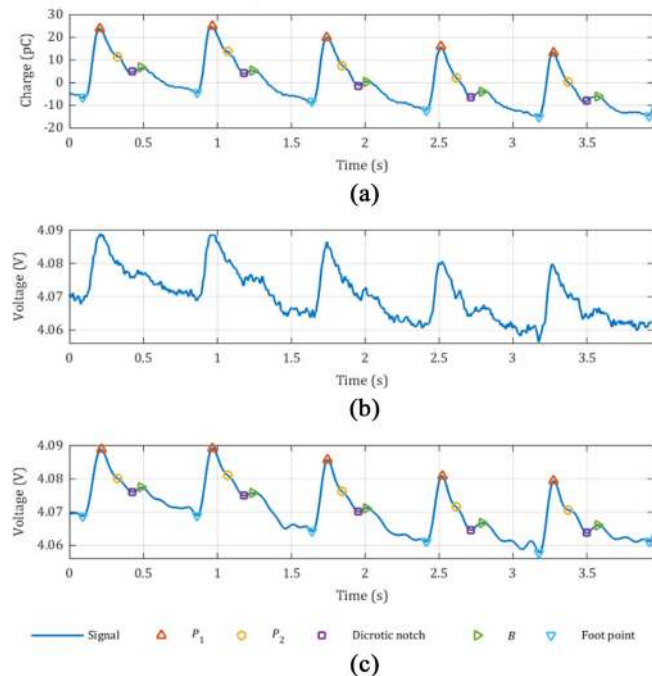 30
20
10
0
-10
-20
Charge (pC)
0 0.5 1 1.5 2 2.5 3 3.5
Time (s)
(a)
4.09
4.08
4.07
4.06
Voltage (V)
0 0.5 1 1.5 2 2.5 3 3.5
Time (s)
(b)
4.09
4.08
4.07
4.06
Voltage (V)
0 0.5 1 1.5 2 2.5 3 3.5
Time (s)
Signal P1 P2 Dicrotic notch B Foot point
(c)